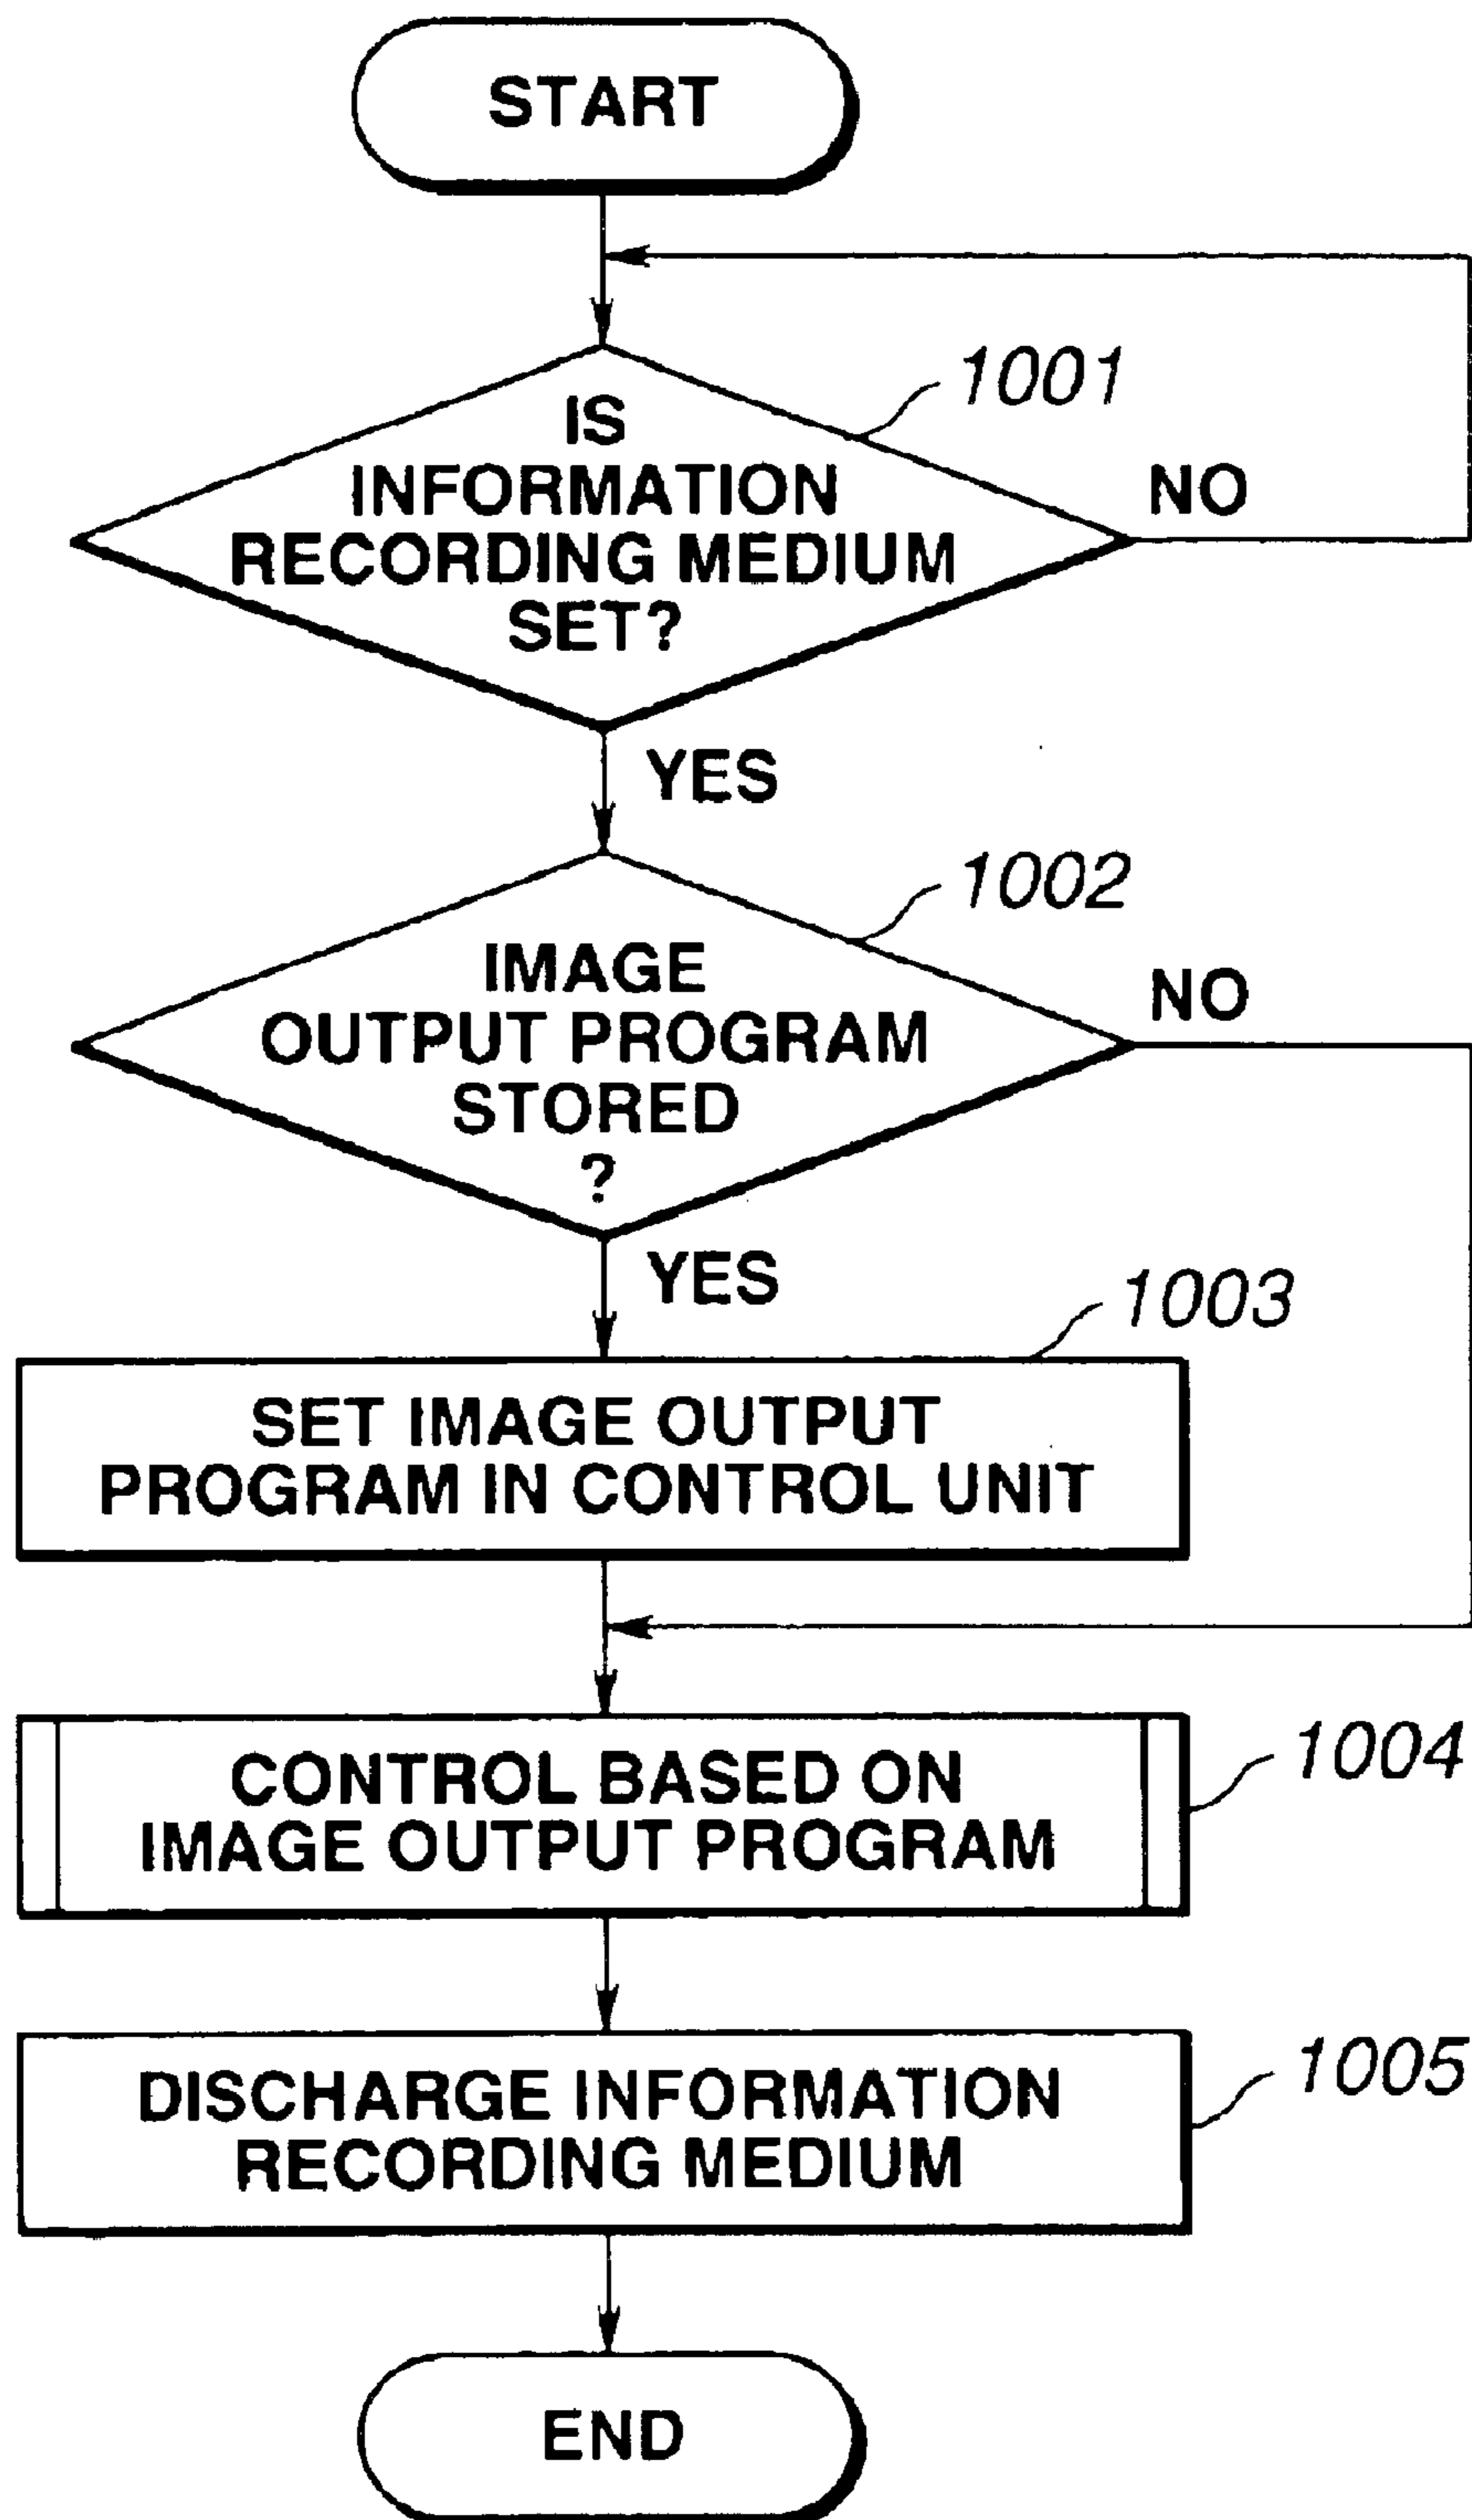 START
1001
IS
INFORMATION
RECORDING MEDIUM
SET?
NO
YES
1002
IMAGE
OUTPUT PROGRAM
STORED
?
NO
YES
1003
SET IMAGE OUTPUT
PROGRAM IN CONTROL UNIT
CONTROL BASED ON
IMAGE OUTPUT PROGRAM
1004
DISCHARGE INFORMATION
RECORDING MEDIUM
1005
END